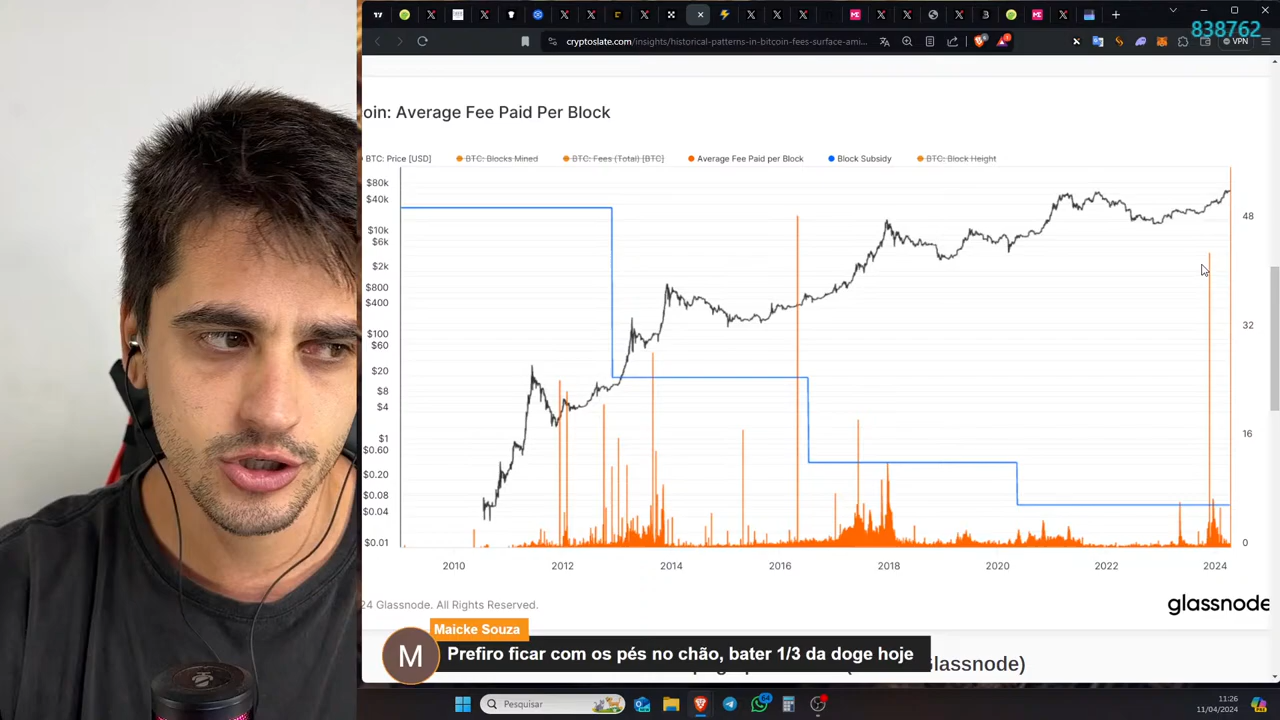 838762
cryptoslate.com/insights/historical-patterns-in-bitcoin-fees-surface-ami...
VPN
oin: Average Fee Paid Per Block
BTC: Price [USD]
BTC: Blocks Mined
BTC: Fees (Total) [BTC]
Average Fee Paid per Block
Block Subsidy
BTC: Block Height
$80k
$40k
$10k
$6k
$2k
$800
$400
$100
$60
$20
$8
$4
$1
$0.60
$0.20
$0.08
$0.04
$0.01
48
32
16
0
2010 2012 2014 2016 2018 2020 2022 2024
24 Glassnode. All Rights Reserved.
glassnode
Maicke Souza
M
Prefiro ficar com os pés no chão, bater 1/3 da doge hoje
Glassnode)
Pesquisar
64
11:26
11/04/2024